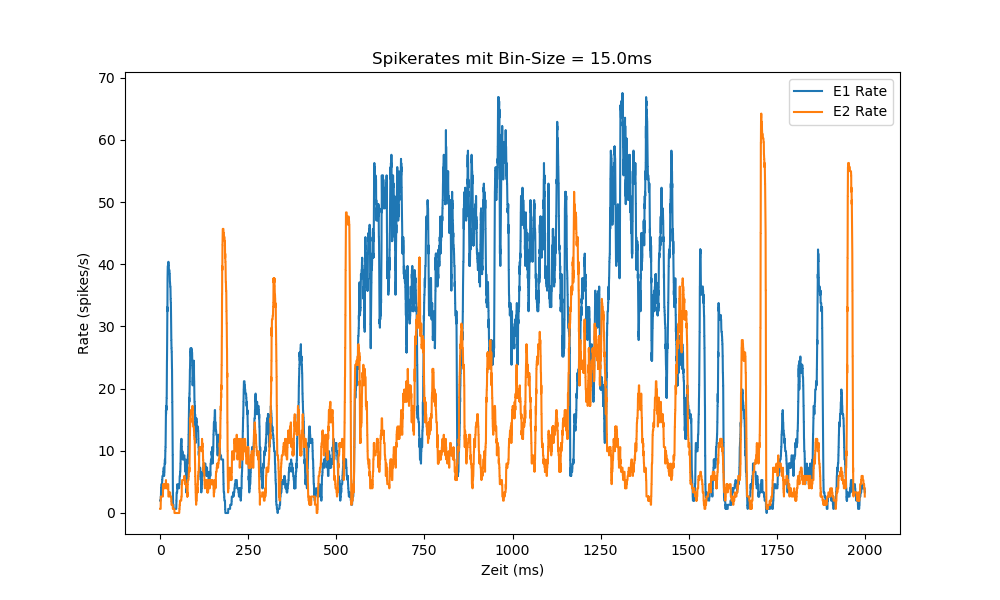 Spikerates mit Bin-Size = 15.0ms
E1 Rate
E2 Rate
70
60
50
40
30
20
10
0
Rate (spikes/s)
0 250 500 750 1000 1250 1500 1750 2000
Zeit (ms)